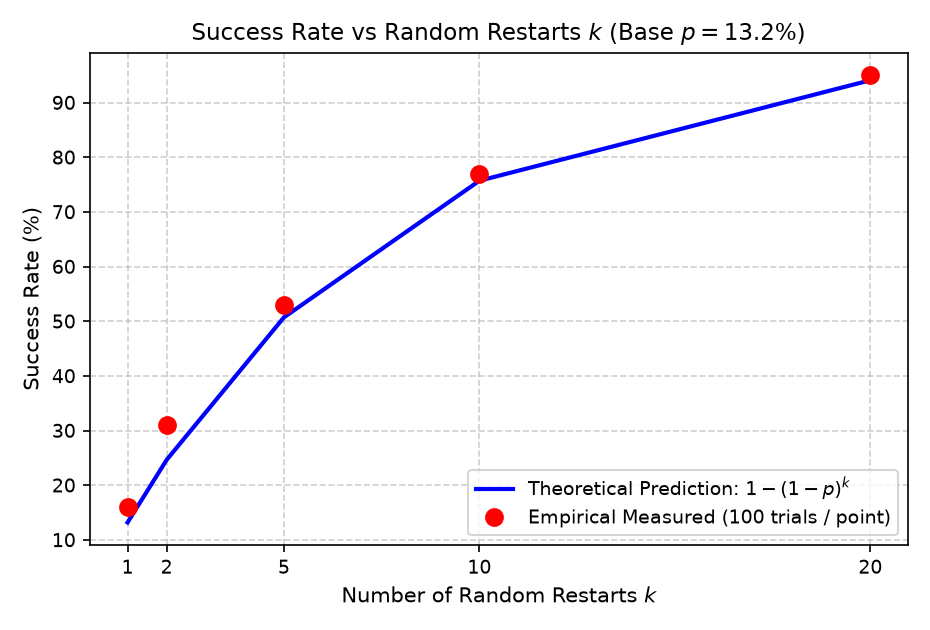 Success Rate vs Random Restarts k (Base p = 13.2%)
Success Rate (%)
90
80
70
60
50
40
30
20
10
Theoretical Prediction: 1 − (1 − p)^k
Empirical Measured (100 trials / point)
1 2 5 10 20
Number of Random Restarts k